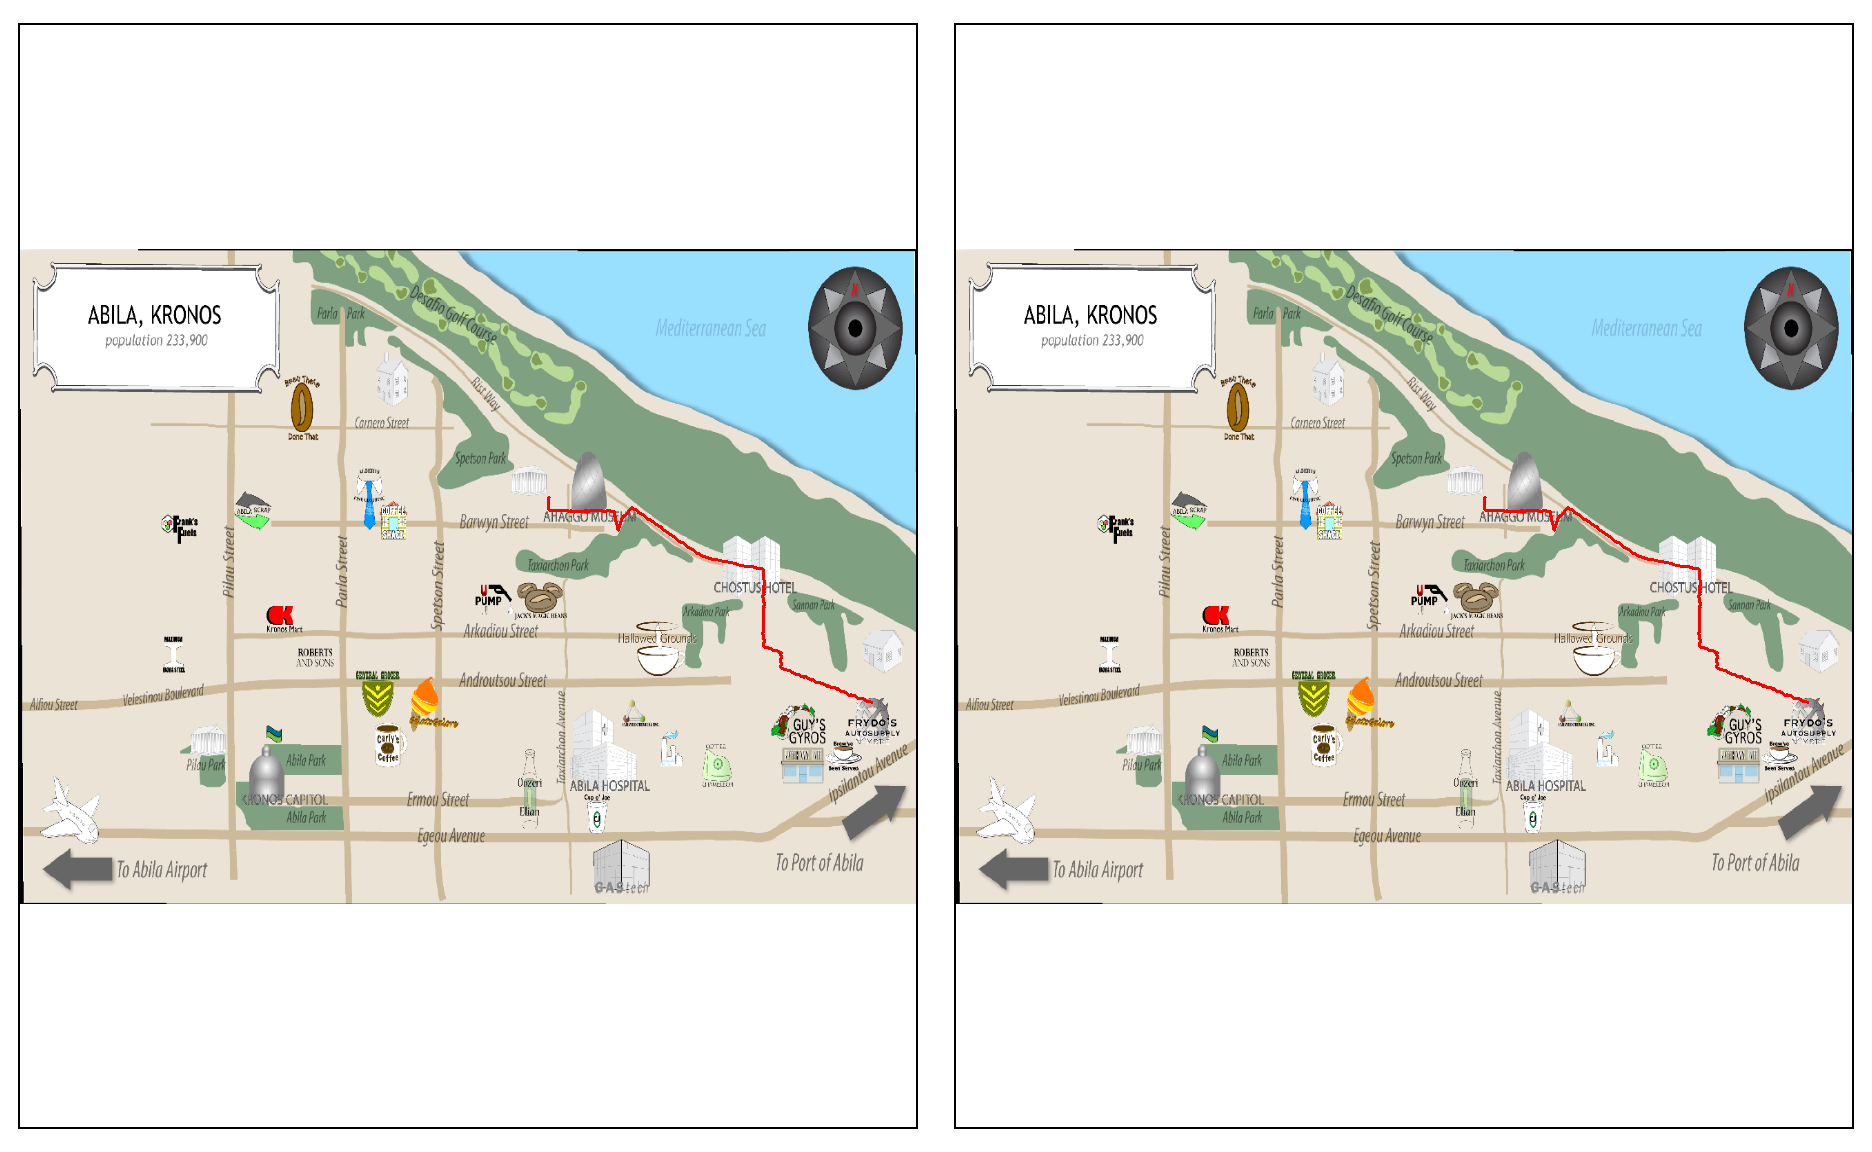 ABILA, KRONOS
population 233,900
Parla Park
Desafio Golf Course
Mediterranean Sea
N
Rist Way
Been There
Done That
Carnero Street
Spetson Park
ABILA SCRAP
Frank's
Fuels
COFFEE
SHACK
Barwyn Street
AHAGGO MUSEUM
Pilau Street
Parla Street
Spetson Street
Taxiarchon Park
CHOSTUS HOTEL
U
PUMP
JACK'S MAGIC BEANS
Arkadiou Park
Sannan Park
Kronos Mart
Arkadiou Street
Hallowed Grounds
ROBERTS
AND SONS
GENERAL GROCER
Androutsou Street
Alfiou Street
Velestinou Boulevard
Gelato Galore
Taxiarchon Avenue
GUY'S
GYROS
FRYDO'S
AUTOSUPPLY
Carly's
Coffee
Brew've
Been Served
Pilau Park
Abila Park
KRONOS CAPITOL
Abila Park
Ermou Street
Ouzeri
Elian
ABILA HOSPITAL
Cup o' Joe
Ipsilantou Avenue
Egeou Avenue
To Abila Airport
GAStech
To Port of Abila
ABILA, KRONOS
population 233,900
Parla Park
Desafio Golf Course
Mediterranean Sea
N
Rist Way
Been There
Done That
Carnero Street
Spetson Park
ABILA SCRAP
Frank's
Fuels
COFFEE
SHACK
Barwyn Street
AHAGGO MUSEUM
Pilau Street
Parla Street
Spetson Street
Taxiarchon Park
CHOSTUS HOTEL
U
PUMP
JACK'S MAGIC BEANS
Arkadiou Park
Sannan Park
Kronos Mart
Arkadiou Street
Hallowed Grounds
ROBERTS
AND SONS
GENERAL GROCER
Androutsou Street
Alfiou Street
Velestinou Boulevard
Gelato Galore
Taxiarchon Avenue
GUY'S
GYROS
FRYDO'S
AUTOSUPPLY
Carly's
Coffee
Brew've
Been Served
Pilau Park
Abila Park
KRONOS CAPITOL
Abila Park
Ermou Street
Ouzeri
Elian
ABILA HOSPITAL
Cup o' Joe
Ipsilantou Avenue
Egeou Avenue
To Abila Airport
GAStech
To Port of Abila